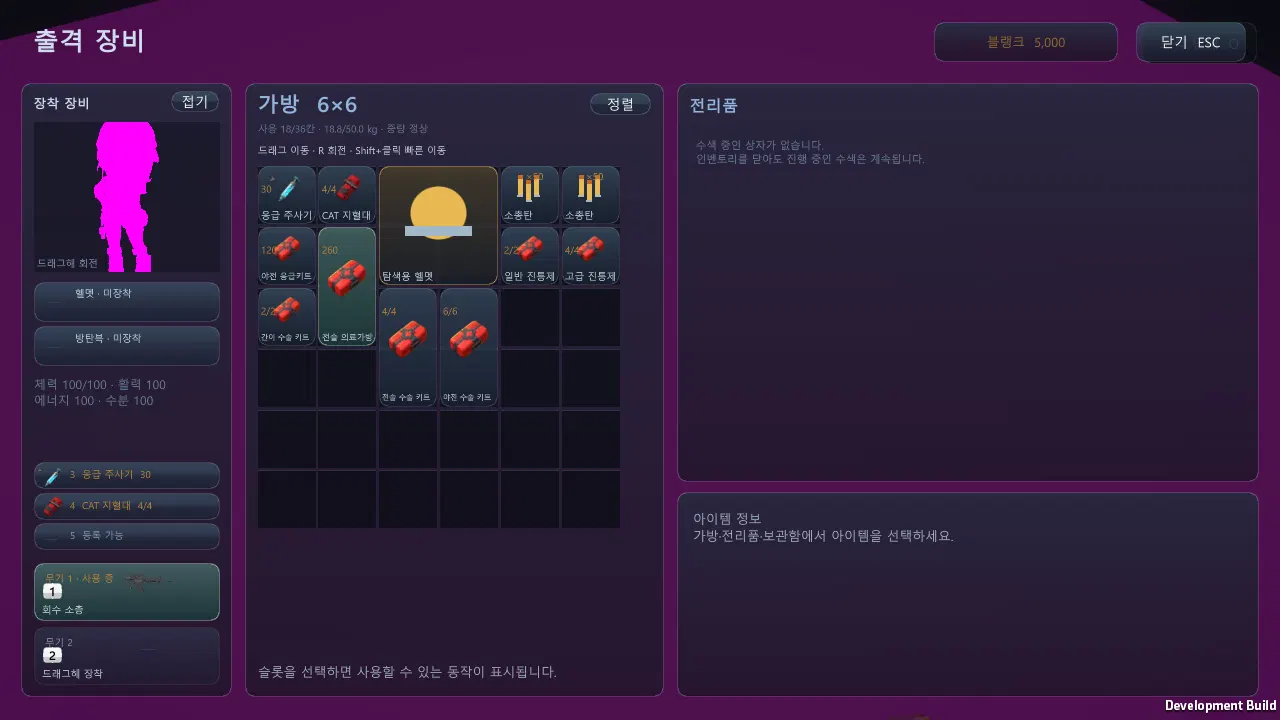 출격 장비
블랭크 5,000
닫기 ESC
장착 장비
접기
드래그해 회전
헬멧 · 미장착
방탄복 · 미장착
체력 100/100 · 활력 100
에너지 100 · 수분 100
3 응급 주사기 30
4 CAT 지혈대 4/4
5 등록 가능
무기 1 · 사용 중
1
회수 소총
무기 2
2
드래그해 장착
가방 6×6
정렬
사용 18/36칸 · 18.8/50.0 kg · 중량 정상
드래그 이동 · R 회전 · Shift+클릭 빠른 이동
30
응급 주사기
4/4
CAT 지혈대
탐색용 헬멧
소총탄
소총탄
120
야전 응급키트
260
전술 의료가방
2/2
일반 진통제
4/4
고급 진통제
2/2
간이 수술 키트
4/4
전술 수술 키트
6/6
야전 수술 키트
슬롯을 선택하면 사용할 수 있는 동작이 표시됩니다.
전리품
수색 중인 상자가 없습니다.
인벤토리를 닫아도 진행 중인 수색은 계속됩니다.
아이템 정보
가방·전리품·보관함에서 아이템을 선택하세요.
Development Build